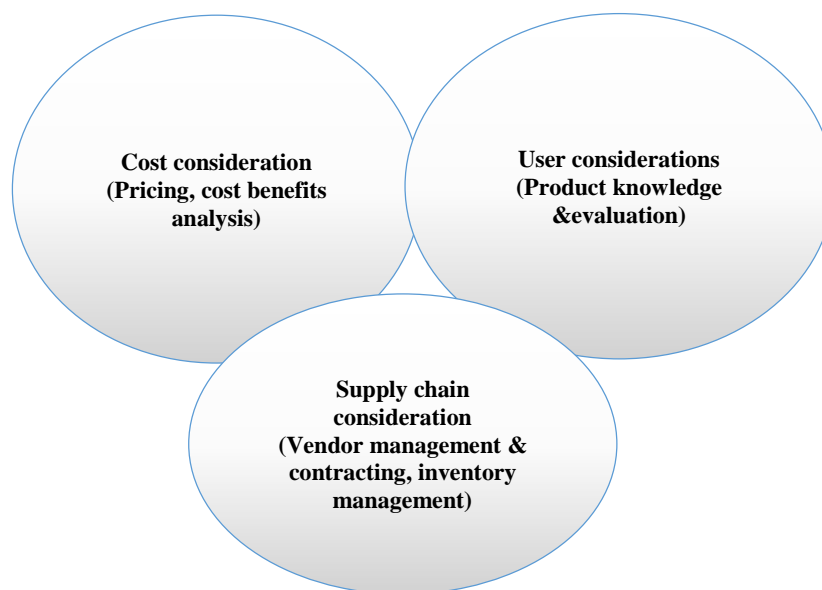 Cost consideration
(Pricing, cost benefits
analysis)
User considerations
(Product knowledge
&evaluation)
Supply chain
consideration
(Vendor management &
contracting, inventory
management)